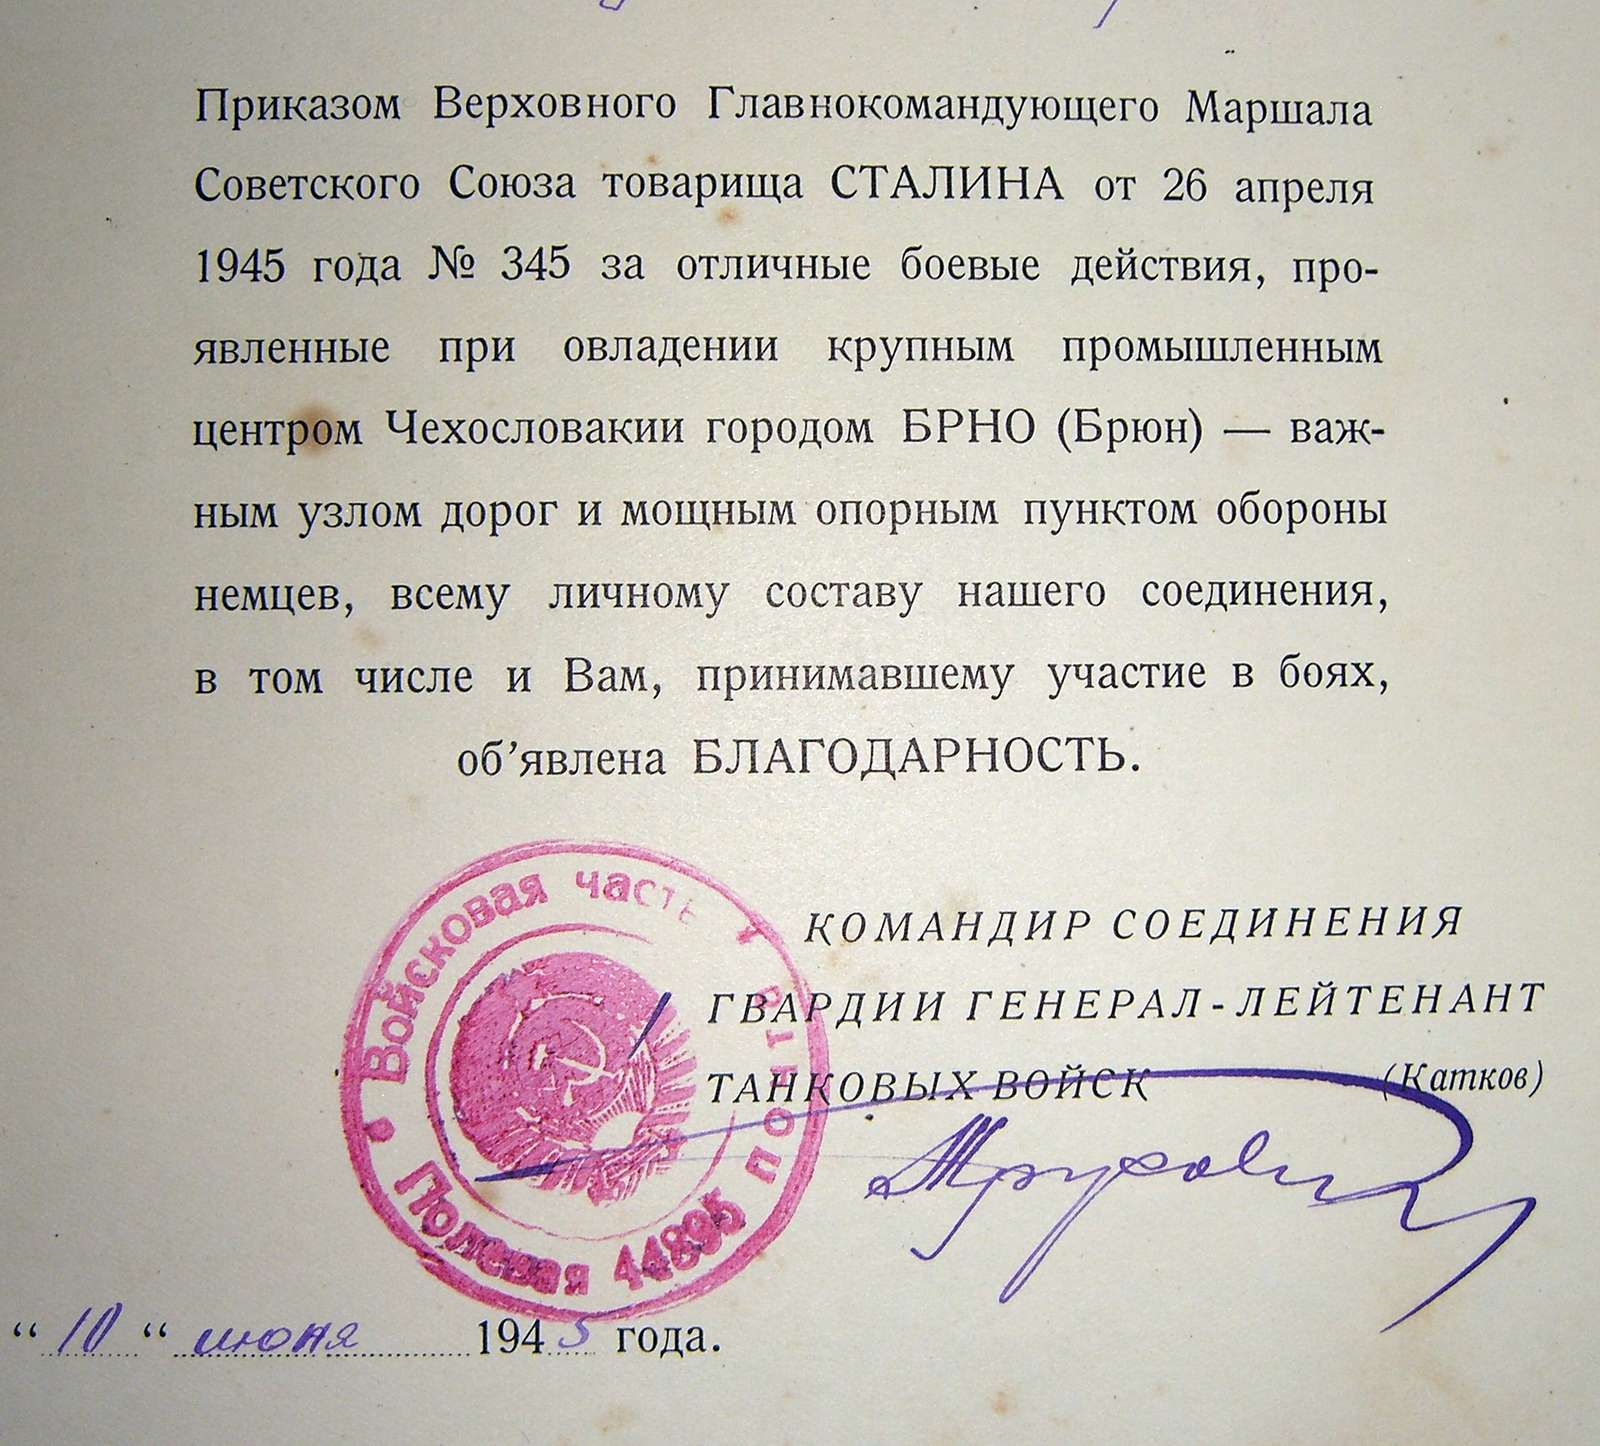 Приказом Верховного Главнокомандующего Маршала
Советского Союза товарища СТАЛИНА от 26 апреля
1945 года № 345 за отличные боевые действия, про-
явленные при овладении крупным промышленным
центром Чехословакии городом БРНО (Брюн) — важ-
ным узлом дорог и мощным опорным пунктом обороны
немцев, всему личному составу нашего соединения,
в том числе и Вам, принимавшему участие в боях,
об’явлена БЛАГОДАРНОСТЬ.
Войсковая часть
Полевая 44895 почта
КОМАНДИР СОЕДИНЕНИЯ
ГВАРДИИ ГЕНЕРАЛ-ЛЕЙТЕНАНТ
ТАНКОВЫХ ВОЙСК (Катков)
“ 10 “ июня 1945 года.